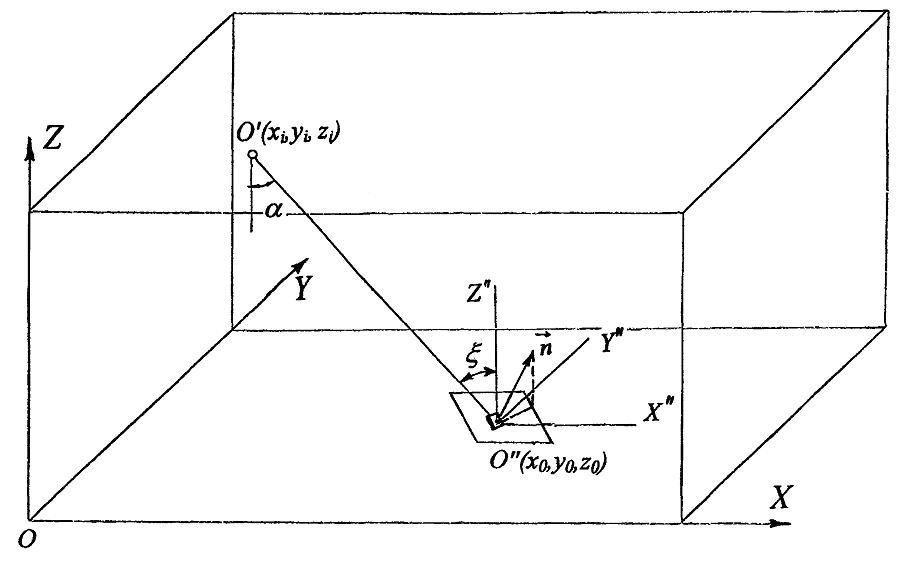 Z
O'(xi, yi, zi)
α
Y
Z"
n
Y"
ξ
X"
O"(x0,y0,z0)
X
O